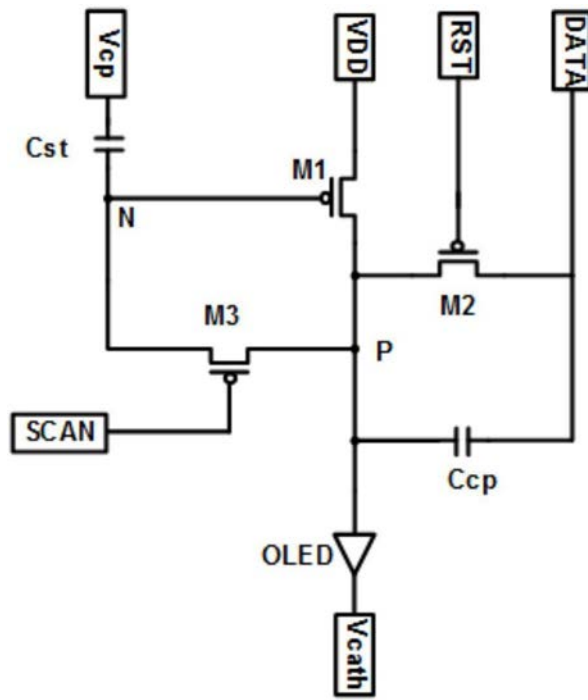 Vcp
VDD
RST
DATA
Cst
M1
N
M2
M3
P
SCAN
Ccp
OLED
Vcath